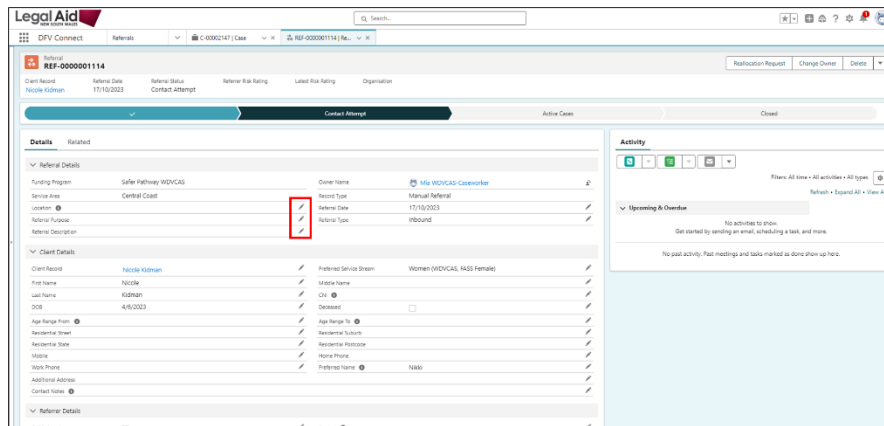 Legal Aid
NEW SOUTH WALES
Search...
DFV Connect
Referrals
C-00002147 | Case
REF-0000001114 | Re...
Referral
REF-0000001114
Reallocation Request
Change Owner
Delete
Client Record
Referral Date
Referral Status
Referrer Risk Rating
Latest Risk Rating
Organisation
Nicole Kidman
17/10/2023
Contact Attempt
Contact Attempt
Active Cases
Closed
Details
Related
Referral Details
Funding Program
Safer Pathway WDVCAS
Owner Name
Mia WDVCAS-Caseworker
Service Area
Central Coast
Record Type
Manual Referral
Location
Referral Date
17/10/2023
Referral Purpose
Referral Type
Inbound
Referral Description
Client Details
Client Record
Nicole Kidman
Preferred Service Stream
Women (WDVCAS, FASS Female)
First Name
Nicole
Middle Name
Last Name
Kidman
CNI
DOB
4/6/2023
Deceased
Age Range From
Age Range To
Residential Street
Residential Suburb
Residential State
Residential Postcode
Mobile
Home Phone
Work Phone
Preferred Name
Nikki
Additional Address
Contact Notes
Referrer Details
Activity
Filters: All time • All activities • All types
Refresh • Expand All • View A
Upcoming & Overdue
No activities to show.
Get started by sending an email, scheduling a task, and more.
No past activity. Past meetings and tasks marked as done show up here.